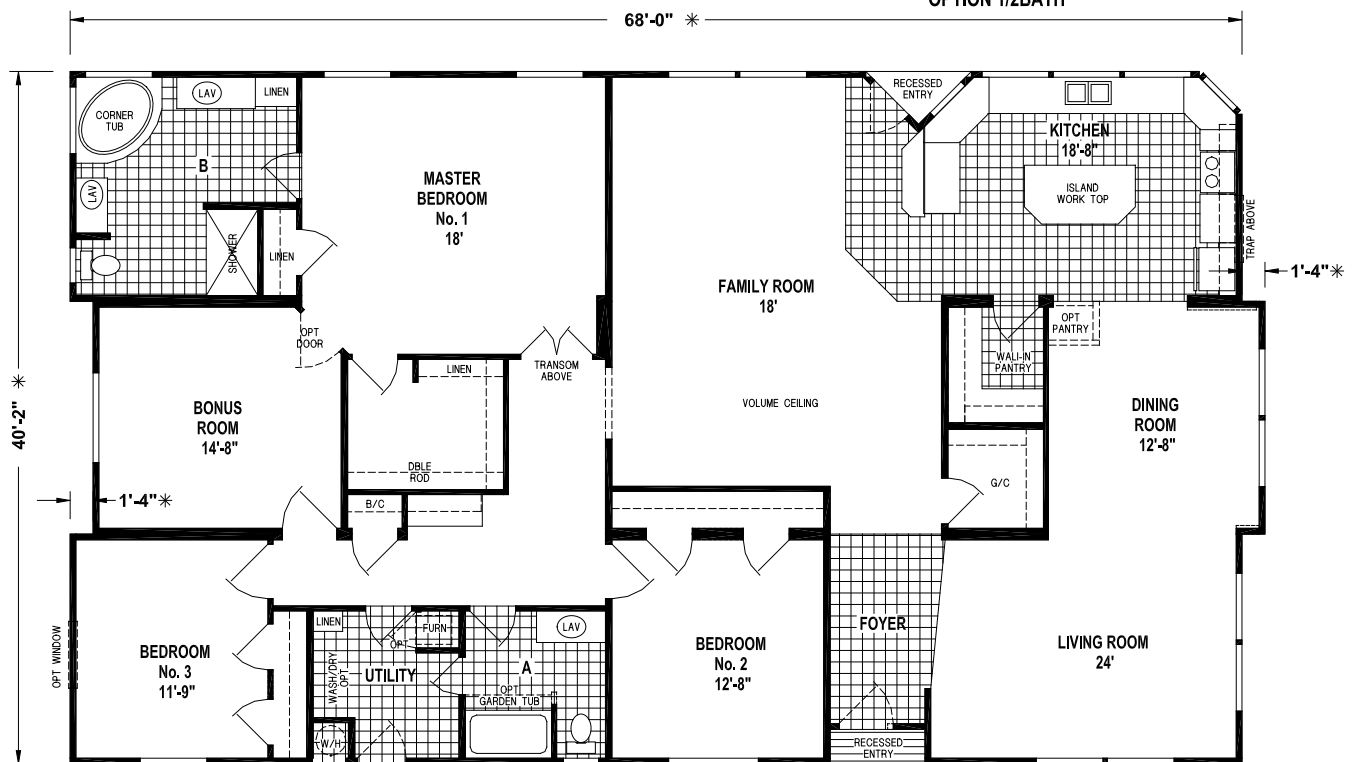 OPTION 1/2BATH
68'-0" ✳
CORNER
TUB
LAV
LINEN
B
LAV
SHOWER
LINEN
MASTER
BEDROOM
No. 1
18'
RECESSED
ENTRY
KITCHEN
18'-8"
ISLAND
WORK TOP
TRAP ABOVE
1'-4"✳
FAMILY ROOM
18'
VOLUME CEILING
OPT
DOOR
TRANSOM
ABOVE
OPT
PANTRY
WALI-IN
PANTRY
40'-2" ✳
BONUS
ROOM
14'-8"
LINEN
DBLE
ROD
DINING
ROOM
12'-8"
G/C
1'-4"✳
B/C
OPT WINDOW
BEDROOM
No. 3
11'-9"
LINEN
OPT
FURN
WASH/DRY
OPT
UTILITY
W/H
LAV
A
OPT
GARDEN TUB
BEDROOM
No. 2
12'-8"
FOYER
RECESSED
ENTRY
LIVING ROOM
24'